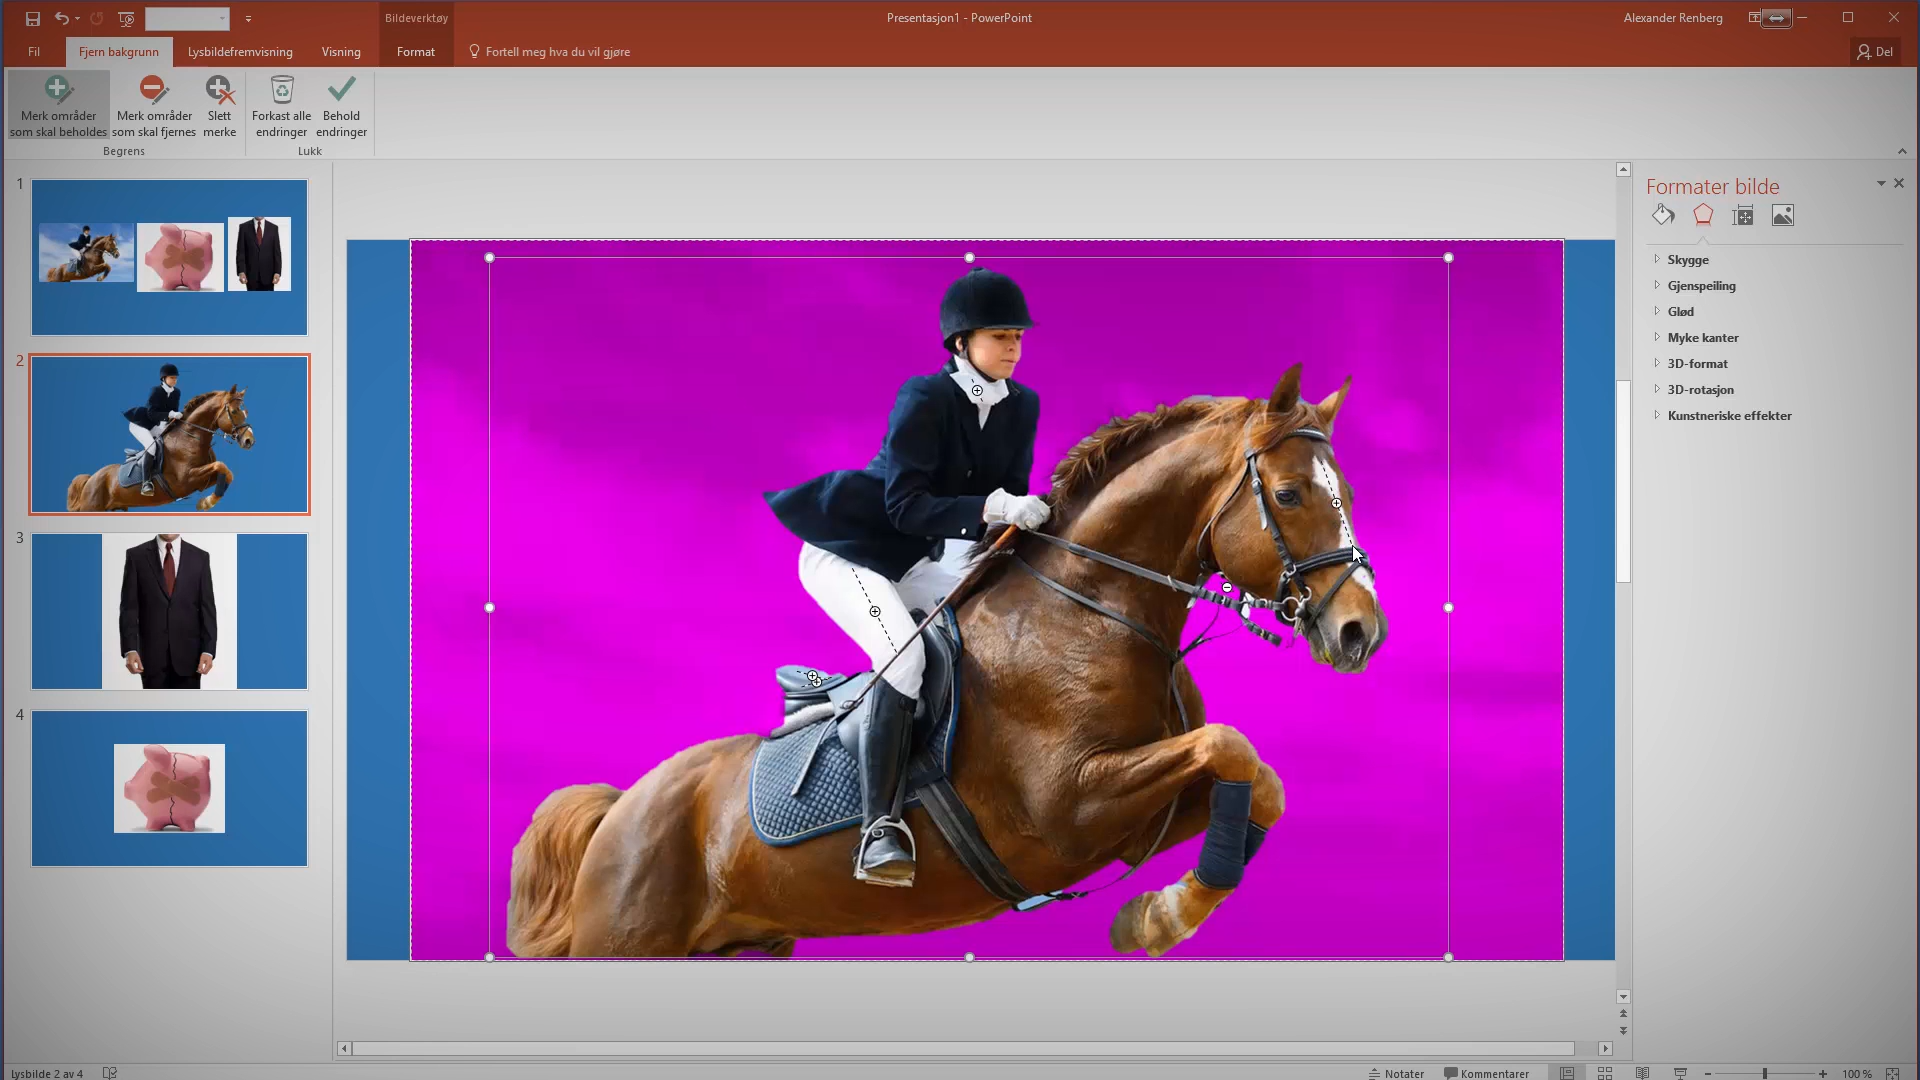 Bildeverktøy
Presentasjon1 - PowerPoint
Alexander Renberg
Fil
Fjern bakgrunn
Lysbildefremvisning
Visning
Format
Fortell meg hva du vil gjøre
Del
Merk områder
som skal beholdes
Merk områder
som skal fjernes
Slett
merke
Forkast alle
endringer
Behold
endringer
Begrens
Lukk
1
2
3
4
Formater bilde
Skygge
Gjenspeiling
Glød
Myke kanter
3D-format
3D-rotasjon
Kunstneriske effekter
Lysbilde 2 av 4
Notater
Kommentarer
100 %